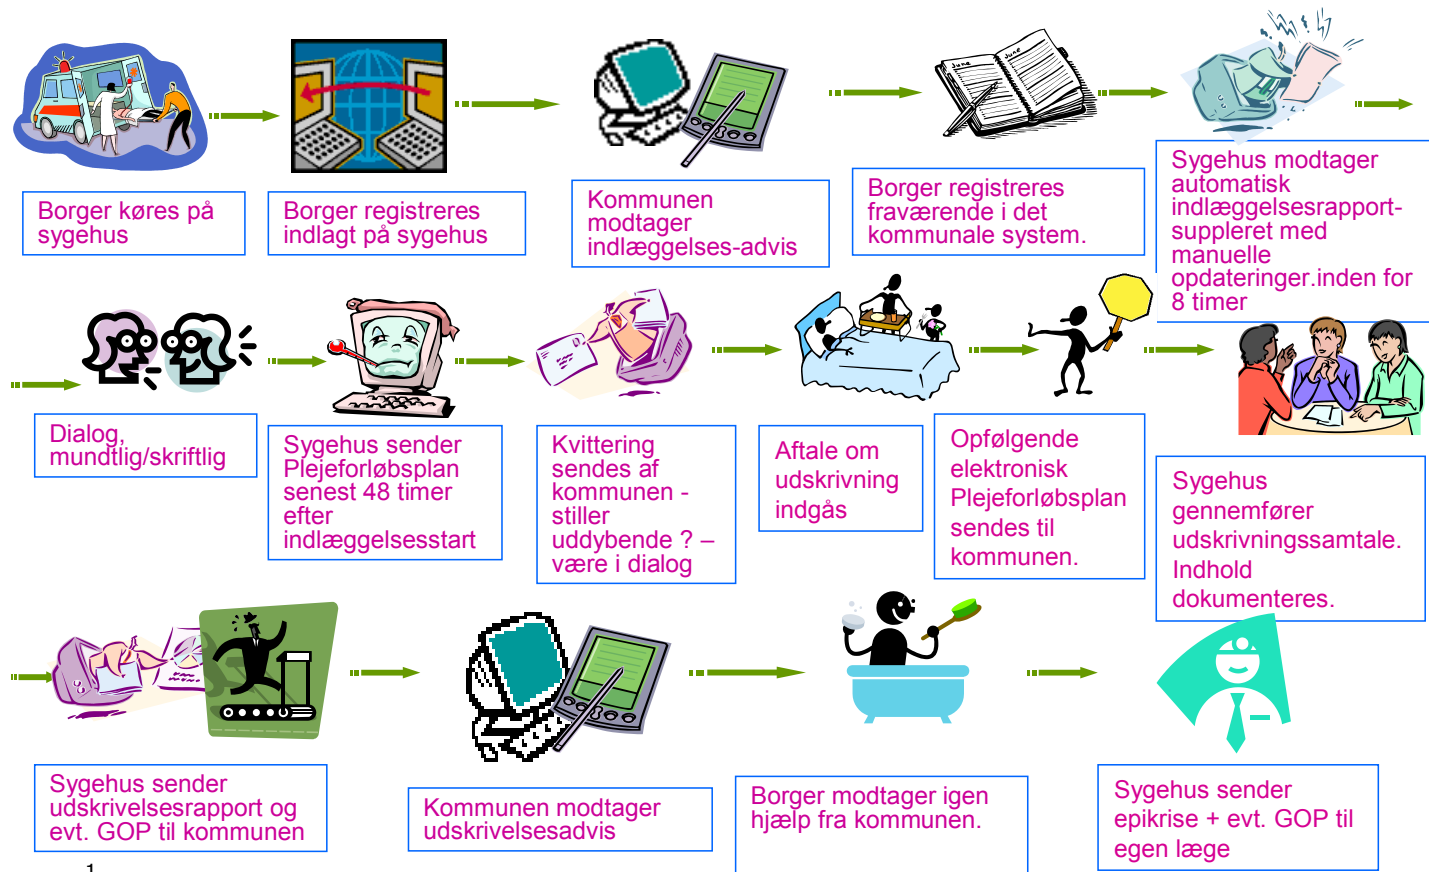 Borger køres på
sygehus
Borger registreres
indlagt på sygehus
Kommunen
modtager
indlæggelses-advis
June
June
Borger registreres
fraværende i det
kommunale system.
Sygehus modtager
automatisk
indlæggelsesrapport-
suppleret med
manuelle
opdateringer.inden for
8 timer
Dialog,
mundtlig/skriftlig
Sygehus sender
Plejeforløbsplan
senest 48 timer
efter
indlæggelsesstart
Kvittering
sendes af
kommunen -
stiller
uddybende ? –
være i dialog
Aftale om
udskrivning
indgås
Opfølgende
elektronisk
Plejeforløbsplan
sendes til
kommunen.
Sygehus
gennemfører
udskrivningssamtale.
Indhold
dokumenteres.
Sygehus sender
udskrivelsesrapport og
evt. GOP til kommunen
Kommunen modtager
udskrivelsesadvis
Borger modtager igen
hjælp fra kommunen.
Sygehus sender
epikrise + evt. GOP til
egen læge
1